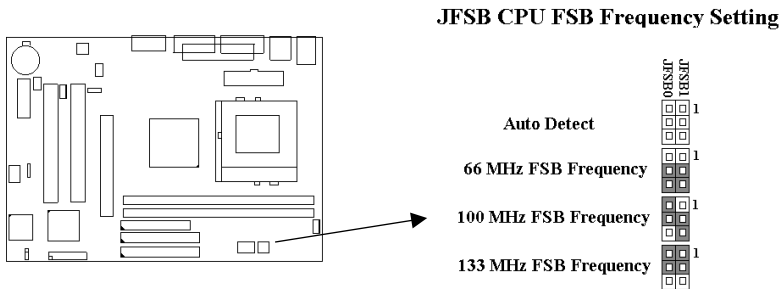 JFSB CPU FSB Frequency Setting
JFSB0
JFSB1
1
Auto Detect
1
66 MHz FSB Frequency
1
100 MHz FSB Frequency
1
133 MHz FSB Frequency